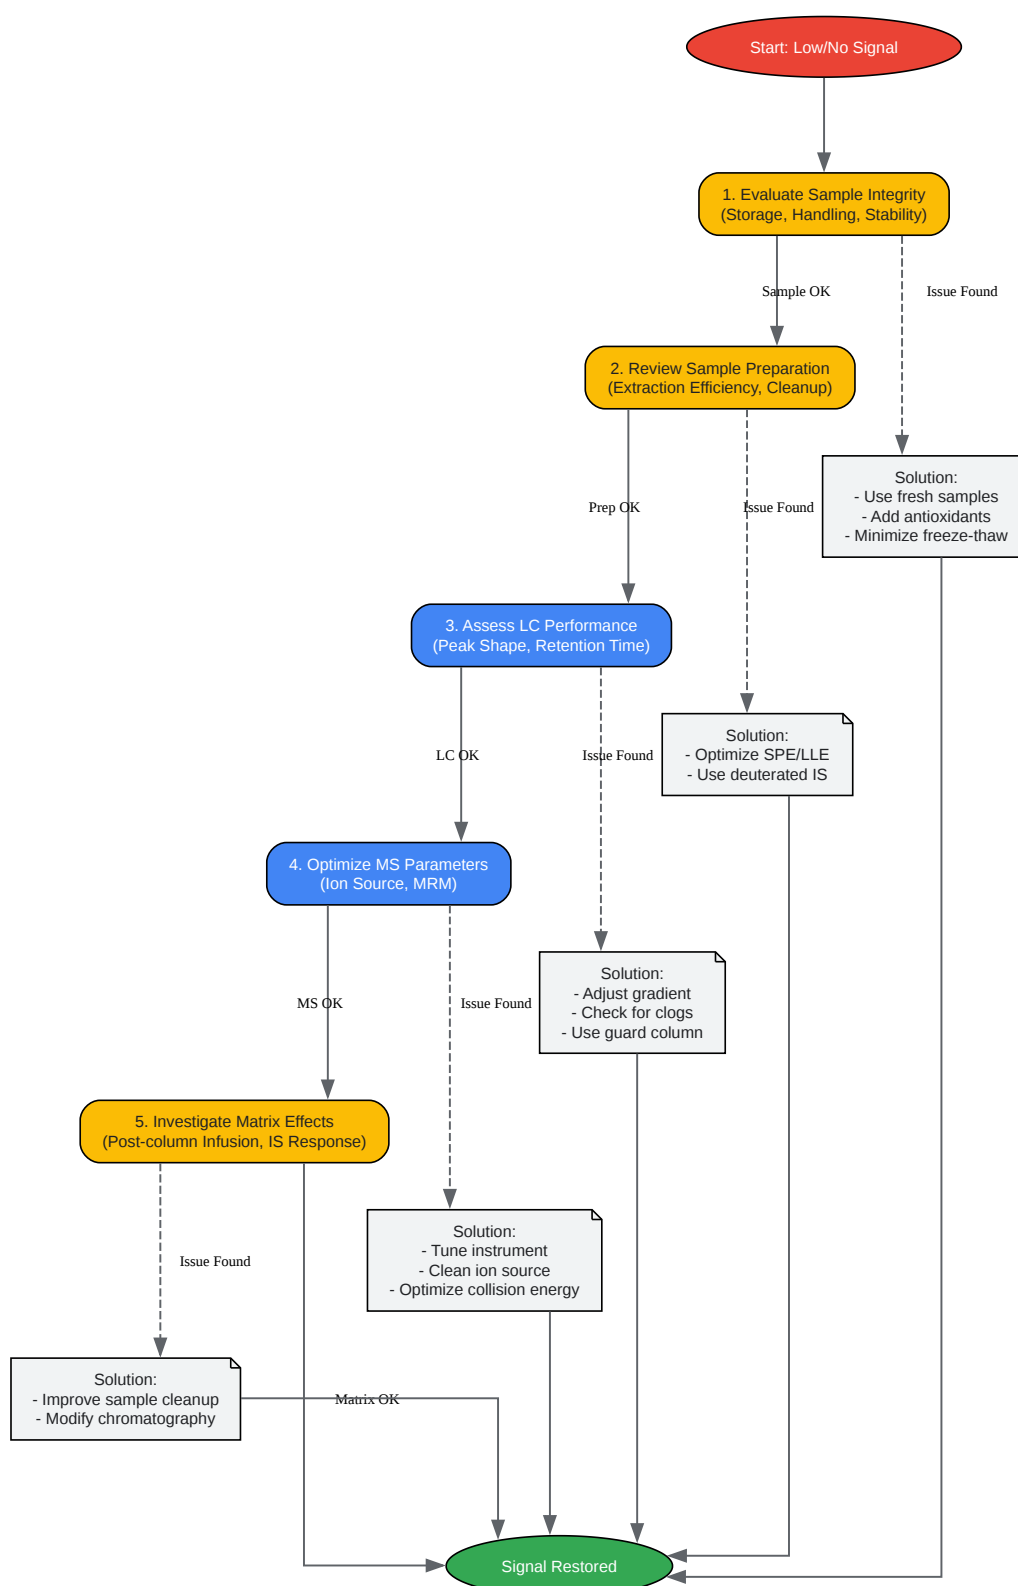 Start: Low/No Signal
1. Evaluate Sample Integrity
(Storage, Handling, Stability)
Sample OK
Issue Found
2. Review Sample Preparation
(Extraction Efficiency, Cleanup)
Solution:
- Use fresh samples
- Add antioxidants
- Minimize freeze-thaw
Prep OK
Issue Found
3. Assess LC Performance
(Peak Shape, Retention Time)
Solution:
- Optimize SPE/LLE
- Use deuterated IS
LC OK
Issue Found
4. Optimize MS Parameters
(Ion Source, MRM)
Solution:
- Adjust gradient
- Check for clogs
- Use guard column
MS OK
Issue Found
5. Investigate Matrix Effects
(Post-column Infusion, IS Response)
Solution:
- Tune instrument
- Clean ion source
- Optimize collision energy
Issue Found
Solution:
- Improve sample cleanup
- Modify chromatography
Matrix OK
Signal Restored